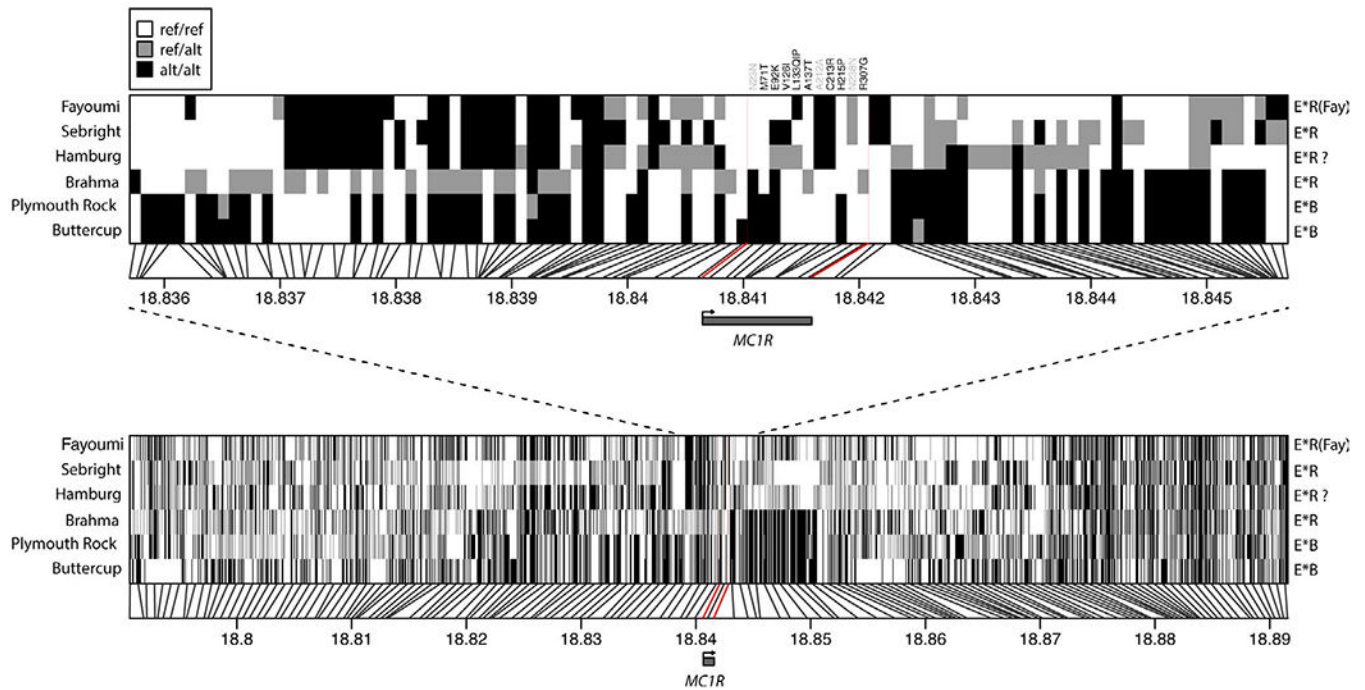 ref/ref
ref/alt
alt/alt
N23N
M71T
E92K
V126I
L133Q|P
A137T
A212A
C213R
H215P
N238N
R307G
Fayoumi E*R(Fay)
Sebright E*R
Hamburg E*R ?
Brahma E*R
Plymouth Rock E*B
Buttercup E*B
18.836 18.837 18.838 18.839 18.84 18.841 18.842 18.843 18.844 18.845
MC1R
Fayoumi E*R(Fay)
Sebright E*R
Hamburg E*R ?
Brahma E*R
Plymouth Rock E*B
Buttercup E*B
18.8 18.81 18.82 18.83 18.84 18.85 18.86 18.87 18.88 18.89
MC1R